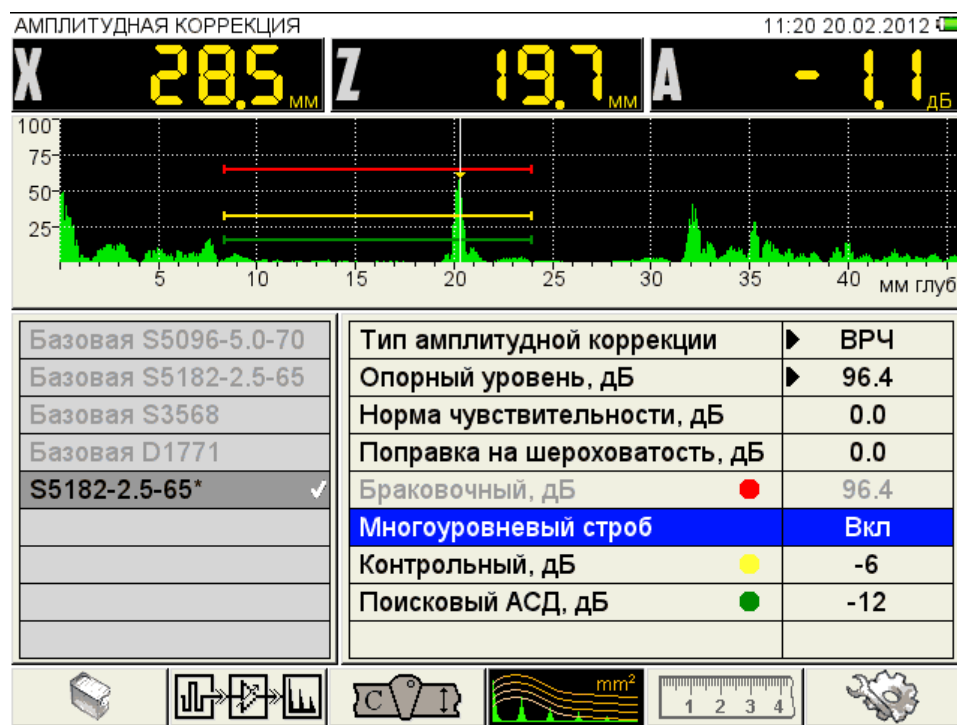 АМПЛИТУДНАЯ КОРРЕКЦИЯ 11:20 20.02.2012
X 28.5 мм Z 19.7 мм A -1.1 дБ
100
75
50
25
5 10 15 20 25 30 35 40 мм глуб
Базовая S5096-5.0-70
Базовая S5182-2.5-65
Базовая S3568
Базовая D1771
S5182-2.5-65*
Тип амплитудной коррекции ВРЧ
Опорный уровень, дБ 96.4
Норма чувствительности, дБ 0.0
Поправка на шероховатость, дБ 0.0
Браковочный, дБ 96.4
Многоуровневый строб Вкл
Контрольный, дБ -6
Поисковый АСД, дБ -12
C mm² 1 2 3 4